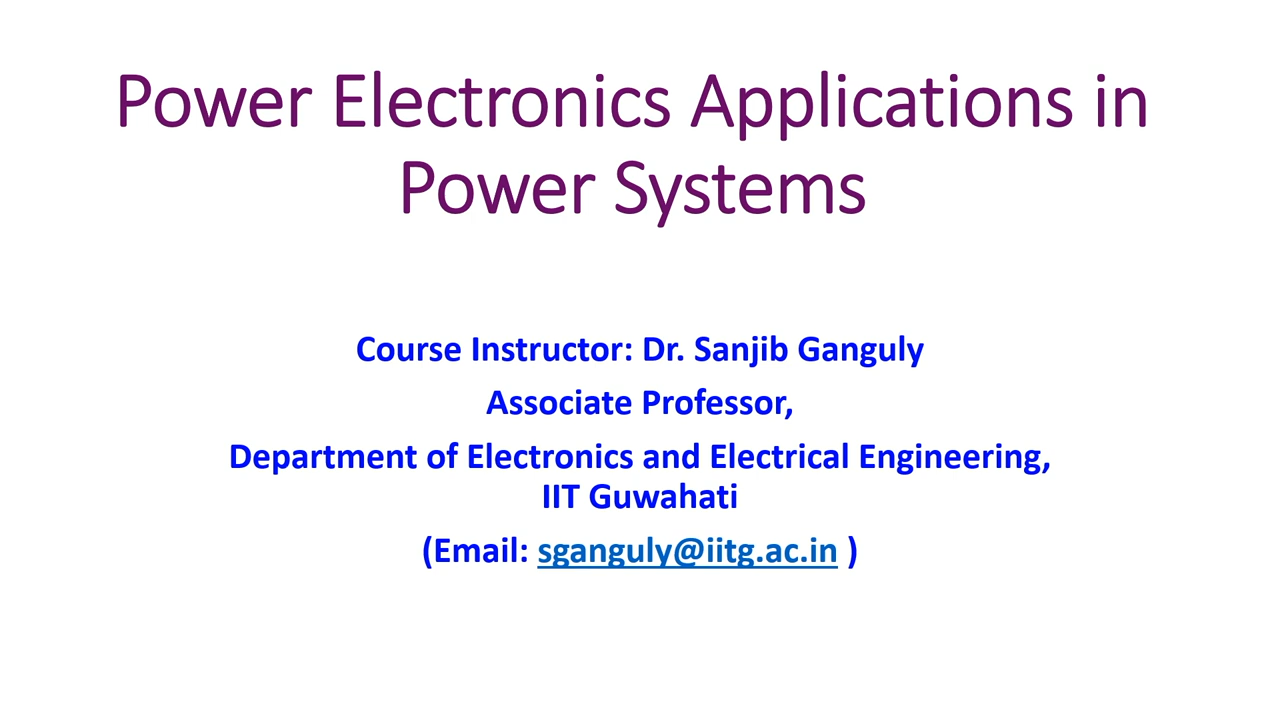 Power Electronics Applications in
Power Systems
Course Instructor: Dr. Sanjib Ganguly
Associate Professor,
Department of Electronics and Electrical Engineering,
IIT Guwahati
(Email: sganguly@iitg.ac.in )